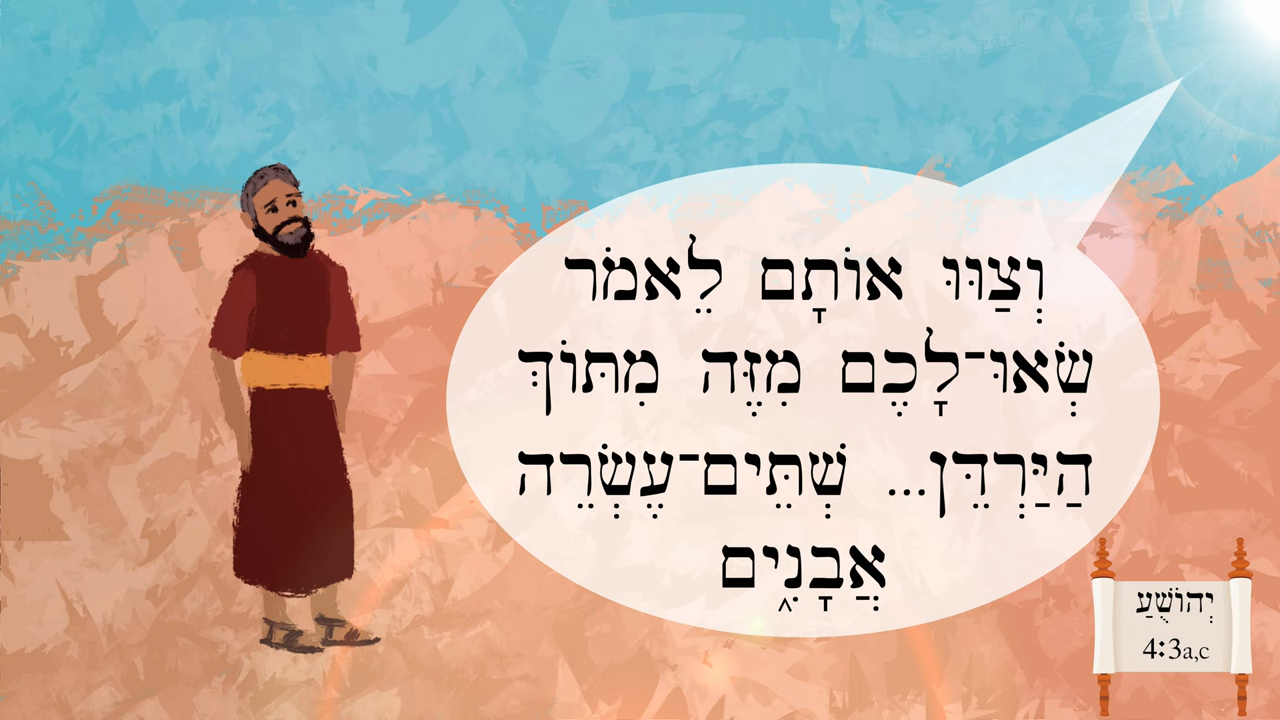 וְצַוּוּ אוֹתָם לֵאמֹר
שְׂאוּ־לָכֶם מִזֶּה מִתּוֹךְ
הַיַּרְדֵּן... שְׁתֵּים־עֶשְׂרֵה
אֲבָנִ֑ים
יְהוֹשֻׁעַ
4:3a,c